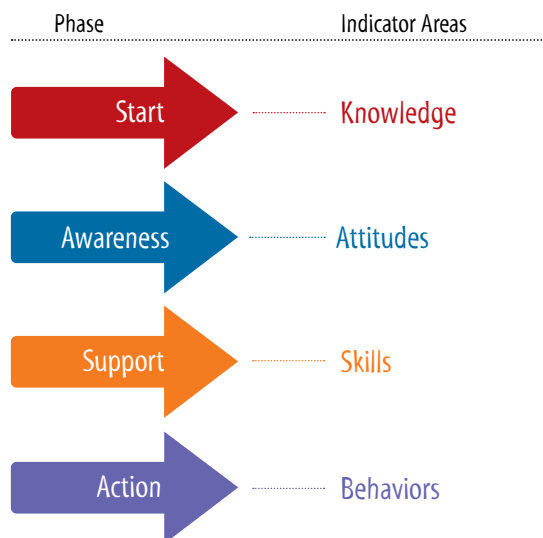 Phase Indicator Areas
Start Knowledge
Awareness Attitudes
Support Skills
Action Behaviors